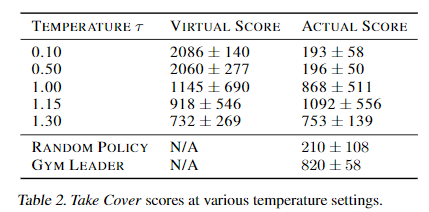 TEMPERATURE τ VIRTUAL SCORE ACTUAL SCORE
0.10 2086 ± 140 193 ± 58
0.50 2060 ± 277 196 ± 50
1.00 1145 ± 690 868 ± 511
1.15 918 ± 546 1092 ± 556
1.30 732 ± 269 753 ± 139
RANDOM POLICY N/A 210 ± 108
GYM LEADER N/A 820 ± 58
Table 2. Take Cover scores at various temperature settings.